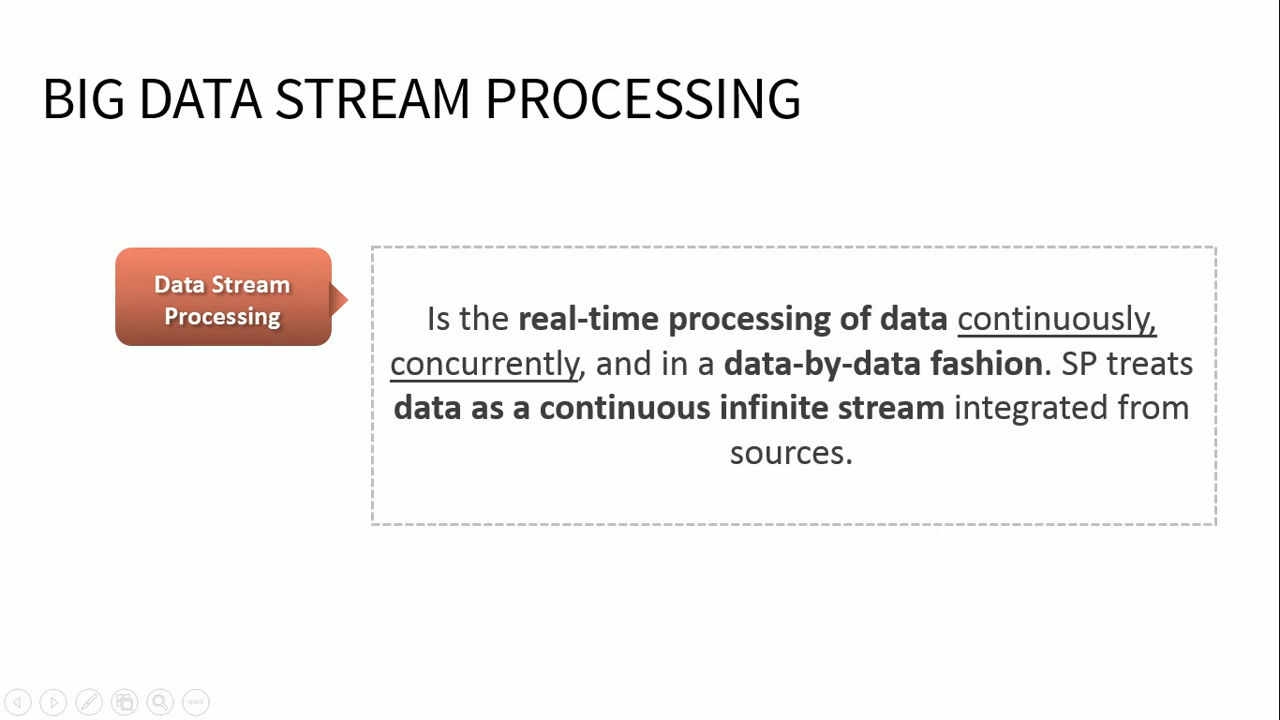 BIG DATA STREAM PROCESSING
Data Stream
Processing
Is the real-time processing of data continuously,
concurrently, and in a data-by-data fashion. SP treats
data as a continuous infinite stream integrated from
sources.